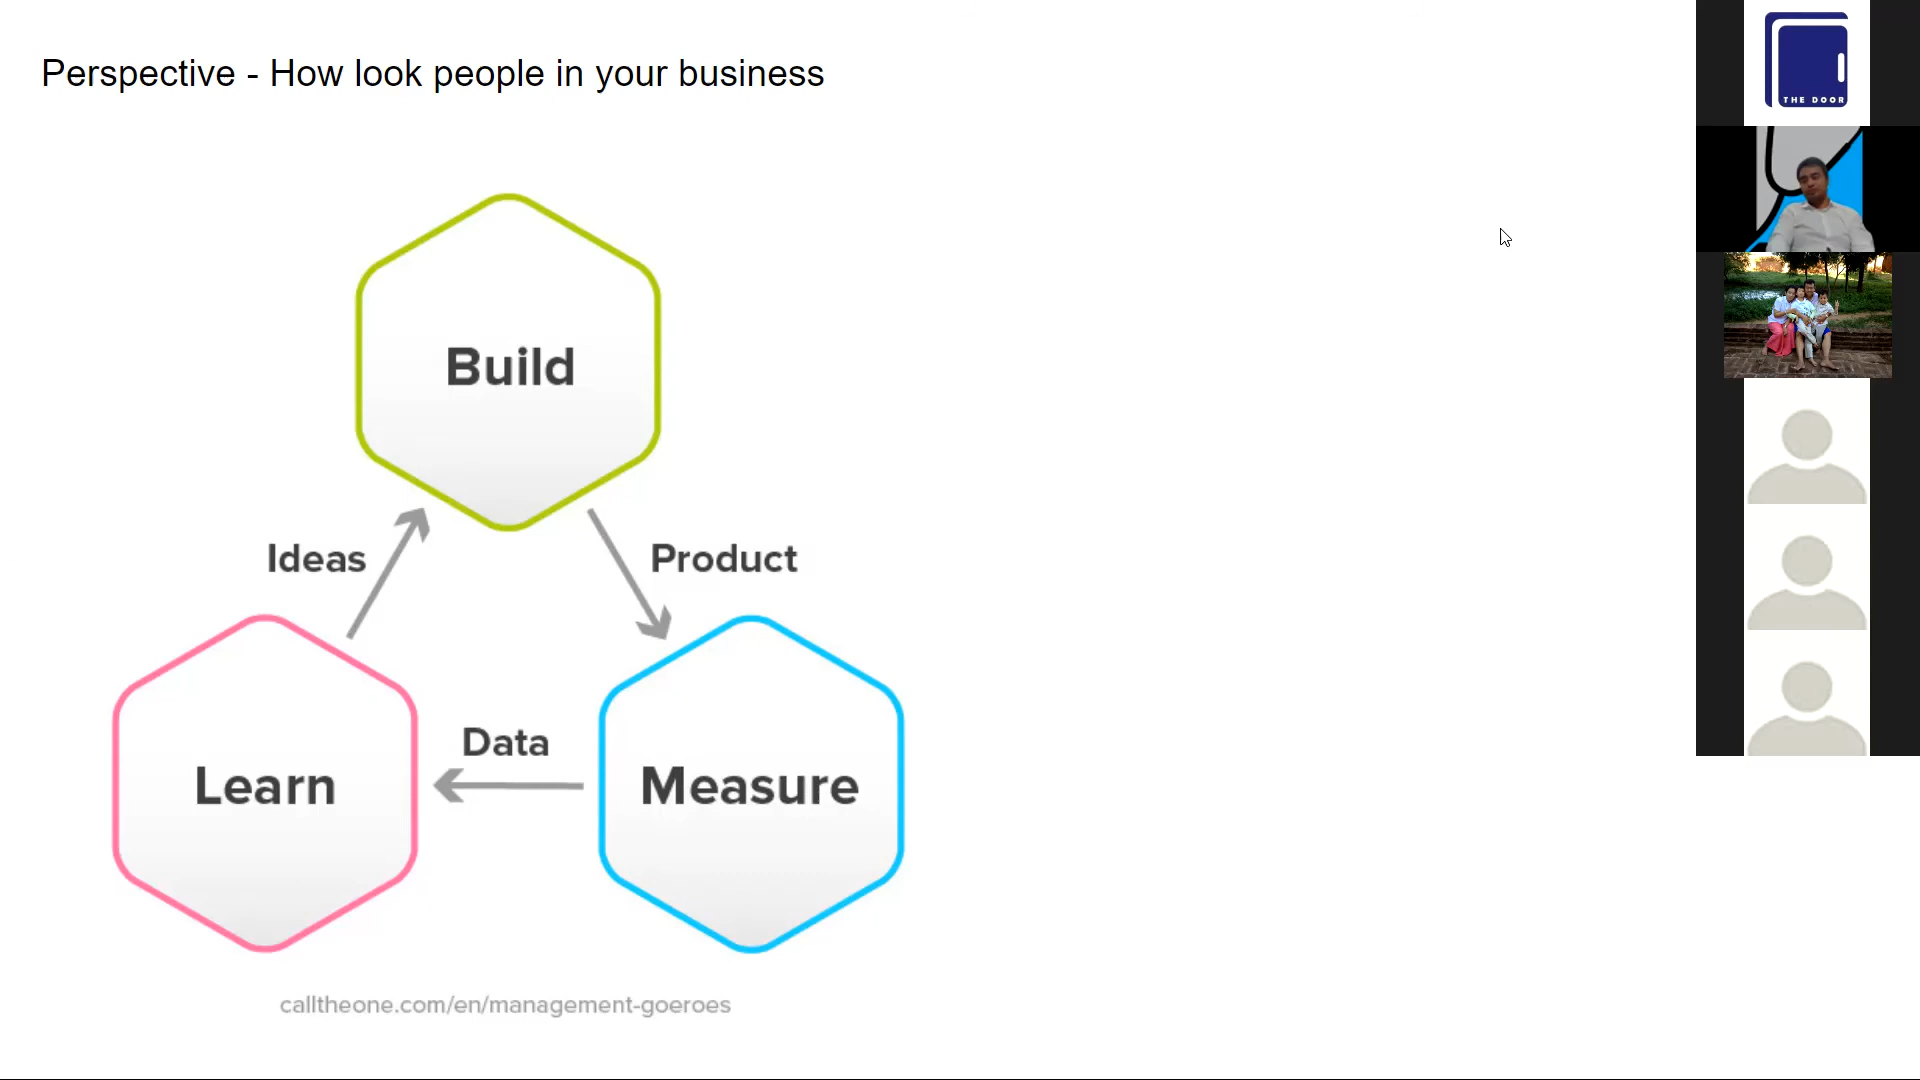 Perspective - How look people in your business
THE DOOR
Build
Ideas
Product
Data
Learn
Measure
calltheone.com/en/management-goeroes